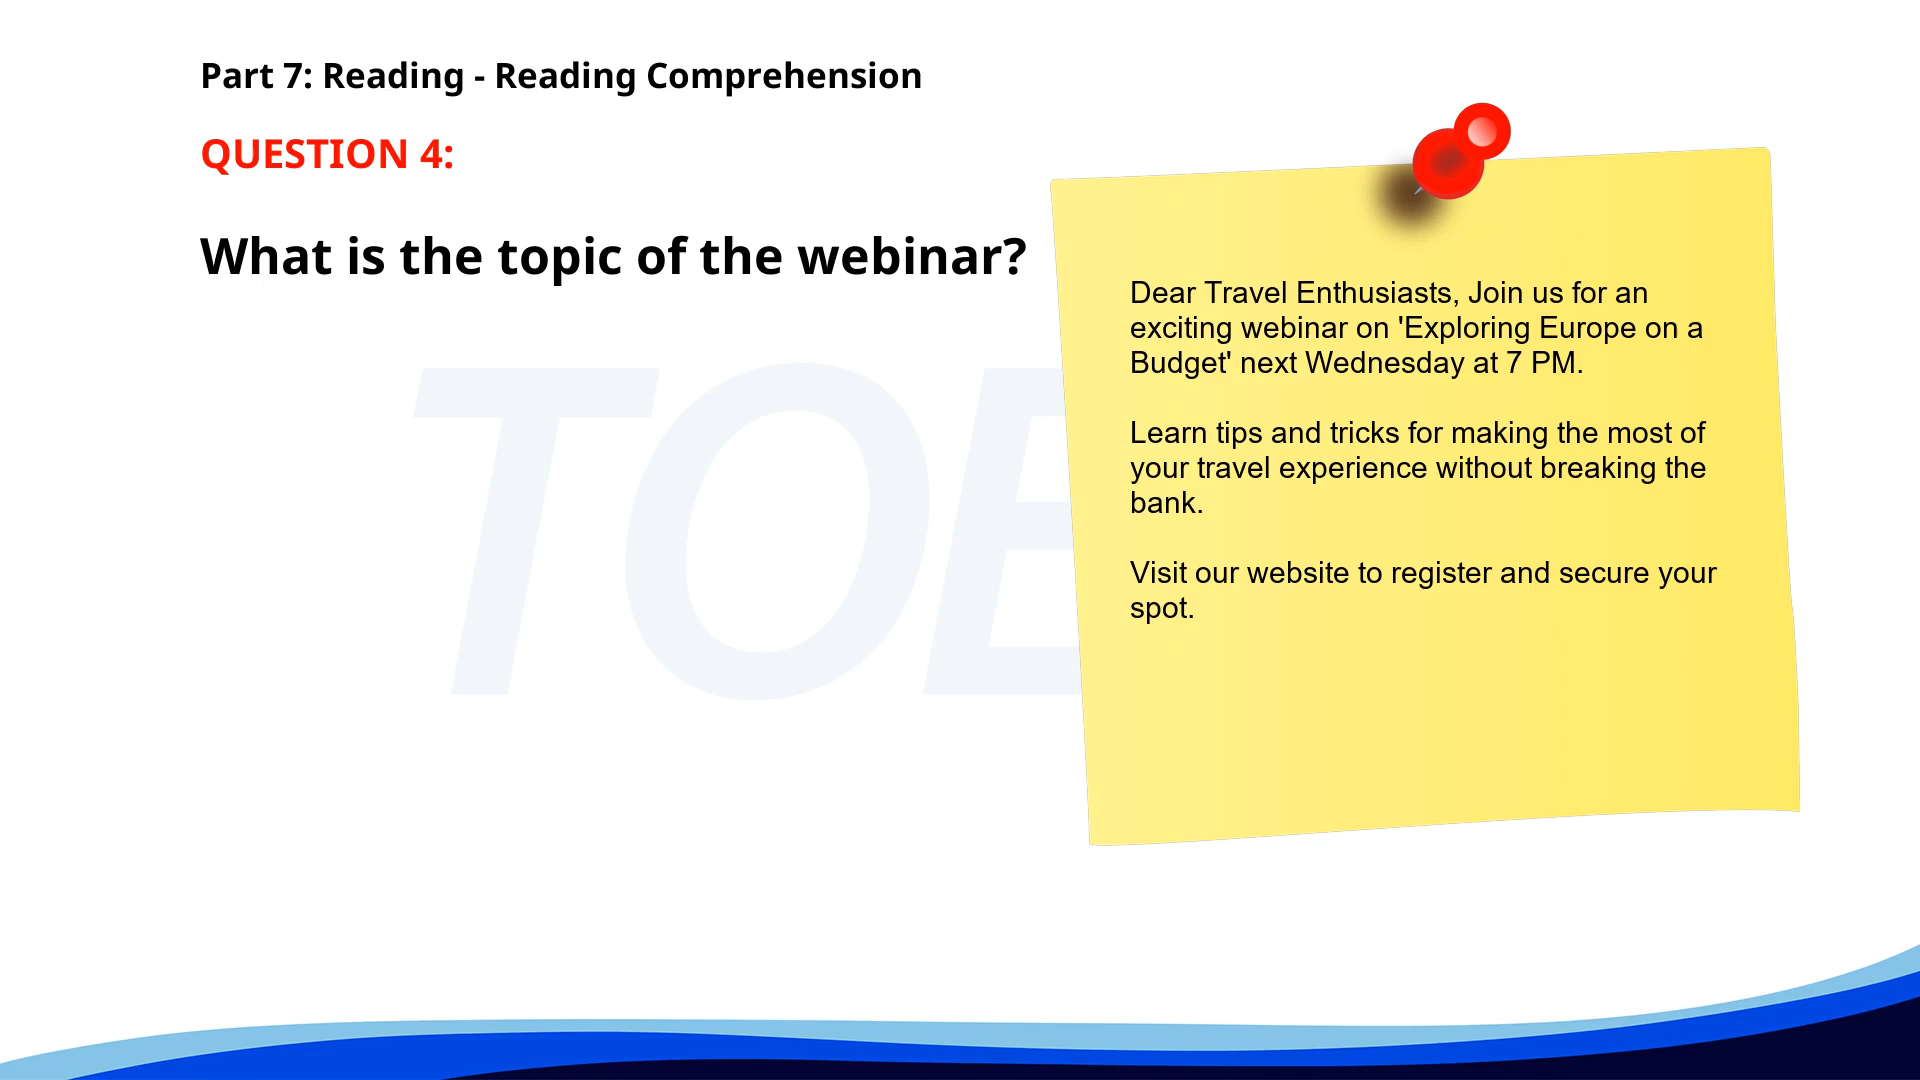 Part 7: Reading - Reading Comprehension
QUESTION 4:
What is the topic of the webinar?
Dear Travel Enthusiasts, Join us for an
exciting webinar on 'Exploring Europe on a
Budget' next Wednesday at 7 PM.
Learn tips and tricks for making the most of
your travel experience without breaking the
bank.
Visit our website to register and secure your
spot.